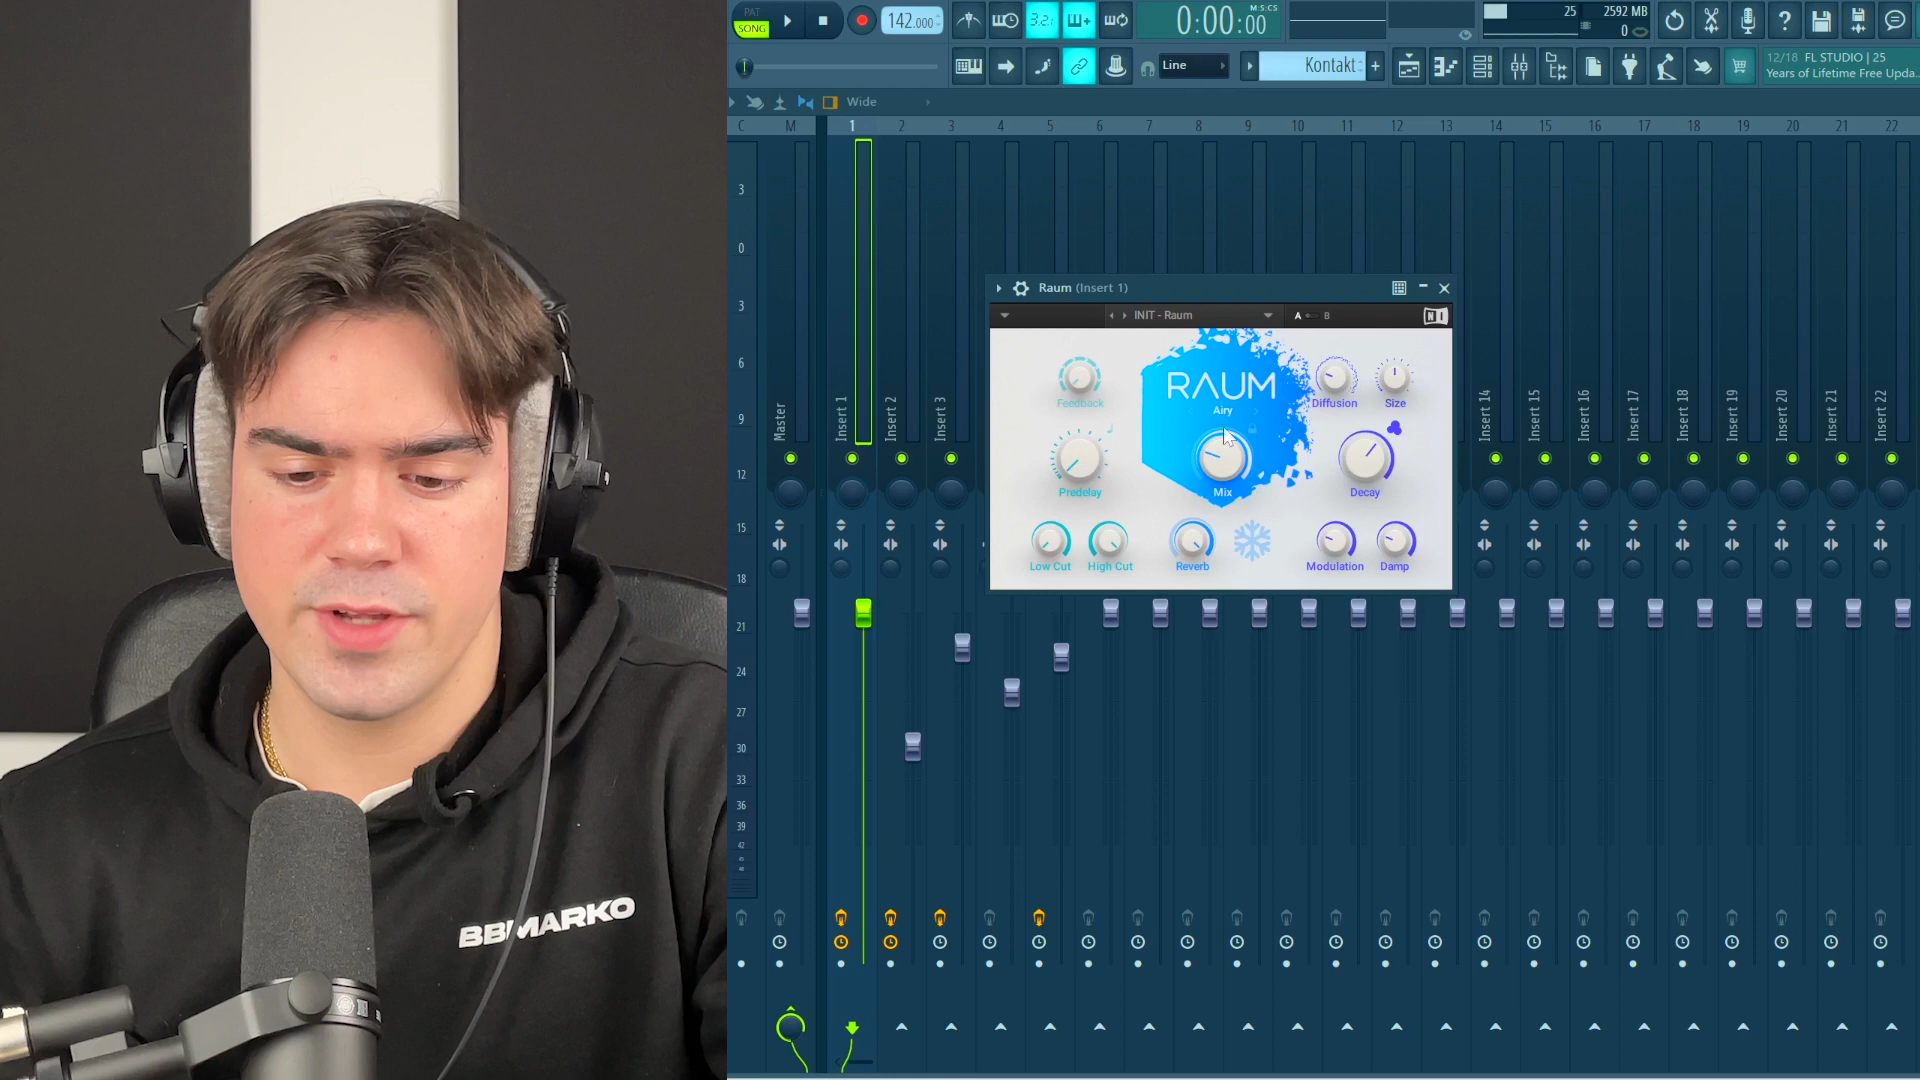 PAT
SONG
142.000
3.2.
M:S:CS
0:00:00
25
2592 MB
0
Line
Kontakt
12/18 FL STUDIO | 25
Years of Lifetime Free Upda..
Wide
C M 1 2 3 4 5 6 7 8 9 10 11 12 13 14 15 16 17 18 19 20 21 22
3
0
3
6
9
12
15
18
21
24
27
30
33
36
39
42
Master
Insert 1
Insert 2
Insert 3
Insert 14
Insert 15
Insert 16
Insert 17
Insert 18
Insert 19
Insert 20
Insert 21
Insert 22
Raum (Insert 1)
INIT - Raum
A B
RAUM
Airy
Feedback
Diffusion
Size
Predelay
Mix
Decay
Low Cut
High Cut
Reverb
Modulation
Damp
BBMARKO